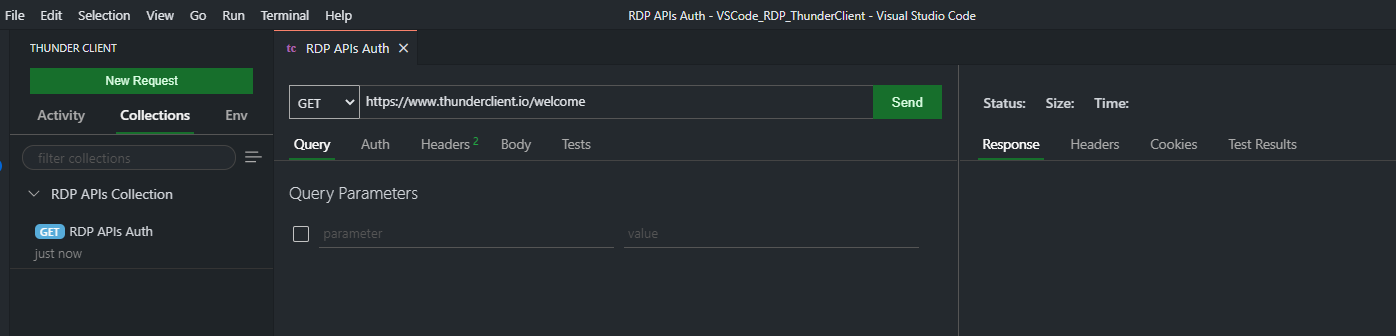 File Edit Selection View Go Run Terminal Help RDP APIs Auth - VSCode_RDP_ThunderClient - Visual Studio Code
THUNDER CLIENT
New Request
Activity Collections Env
filter collections
RDP APIs Collection
GET RDP APIs Auth
just now
tc RDP APIs Auth
GET https://www.thunderclient.io/welcome Send
Query Auth Headers 2 Body Tests
Query Parameters
parameter value
Status: Size: Time:
Response Headers Cookies Test Results